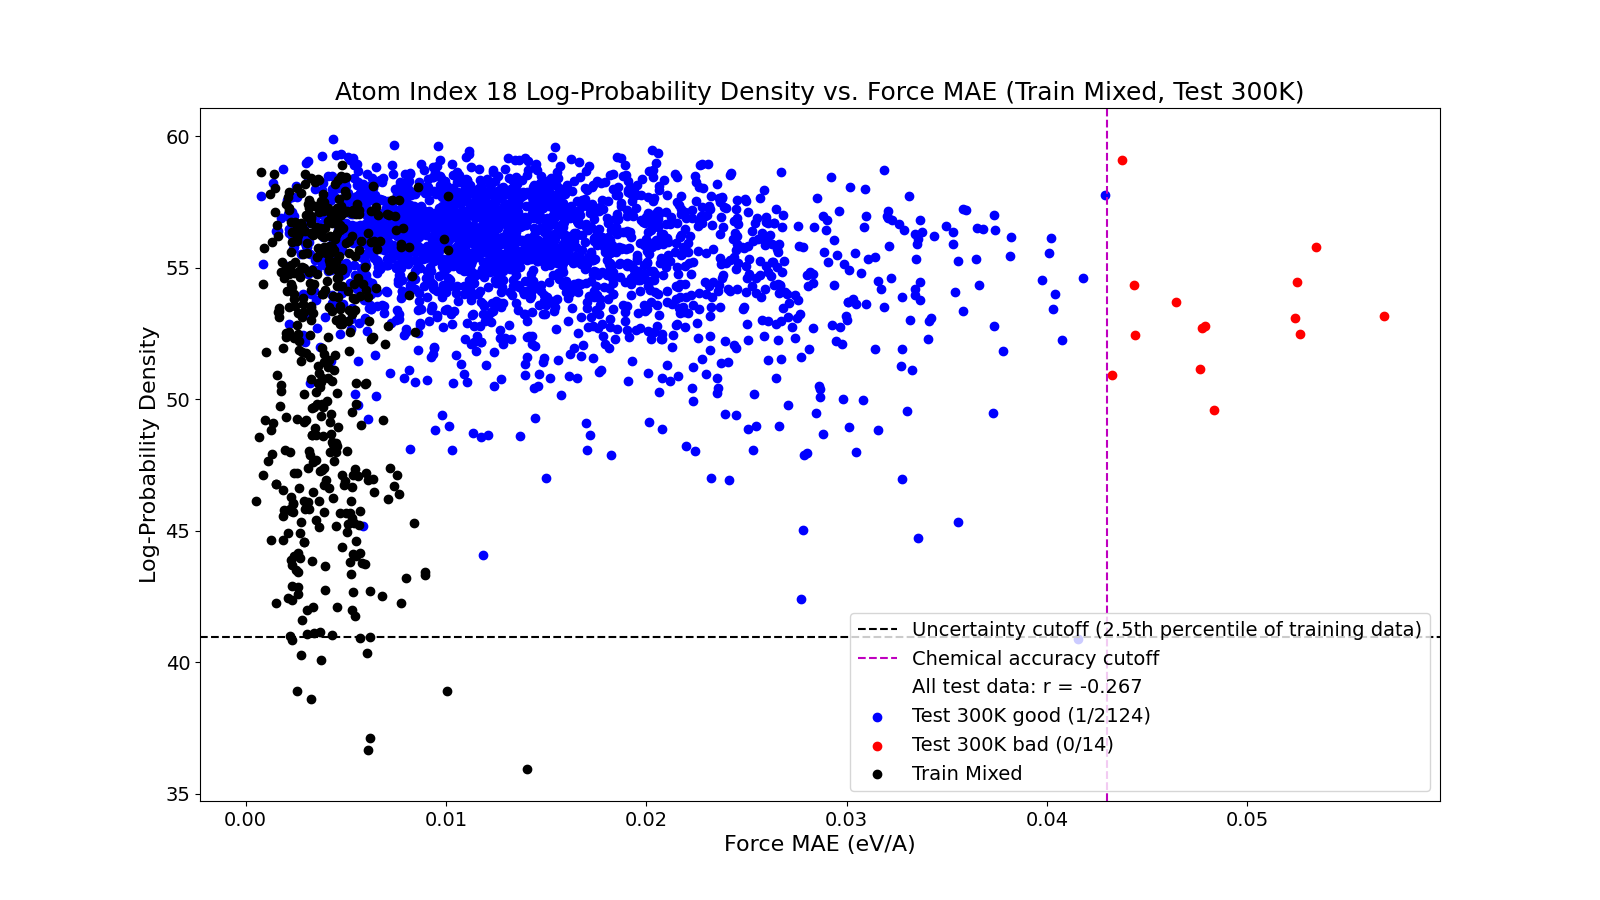 Atom Index 18 Log-Probability Density vs. Force MAE (Train Mixed, Test 300K)
Log-Probability Density
60
55
50
45
40
35
Uncertainty cutoff (2.5th percentile of training data)
Chemical accuracy cutoff
All test data: r = -0.267
Test 300K good (1/2124)
Test 300K bad (0/14)
Train Mixed
0.00 0.01 0.02 0.03 0.04 0.05
Force MAE (eV/A)